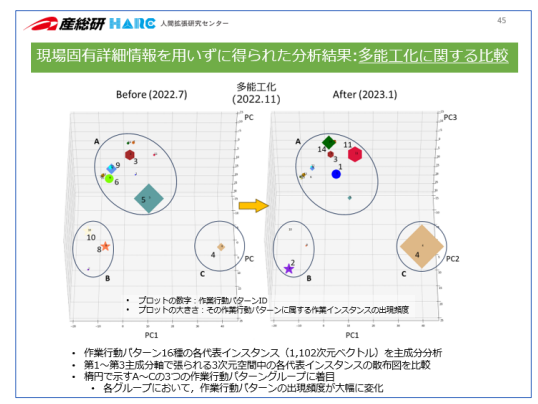 産総研 HARC 人間拡張研究センター
45
現場固有詳細情報を用いずに得られた分析結果:多能工化に関する比較
Before (2022.7)
多能工化
(2022.11)
After (2023.1)
PC
PC3
A
3
9
6
5
10
8
B
4
C
PC
A
14
11
3
1
2
B
4
C
PC2
• プロットの数字：作業行動パターンID
• プロットの大きさ：その作業行動パターンに属する作業インスタンスの出現頻度
PC1
PC1
• 作業行動パターン16種の各代表インスタンス（1,102次元ベクトル）を主成分分析
• 第1～第3主成分軸で張られる3次元空間中の各代表インスタンスの散布図を比較
• 楕円で示すA～Cの3つの作業行動パターングループに着目
• 各グループにおいて，作業行動パターンの出現頻度が大幅に変化